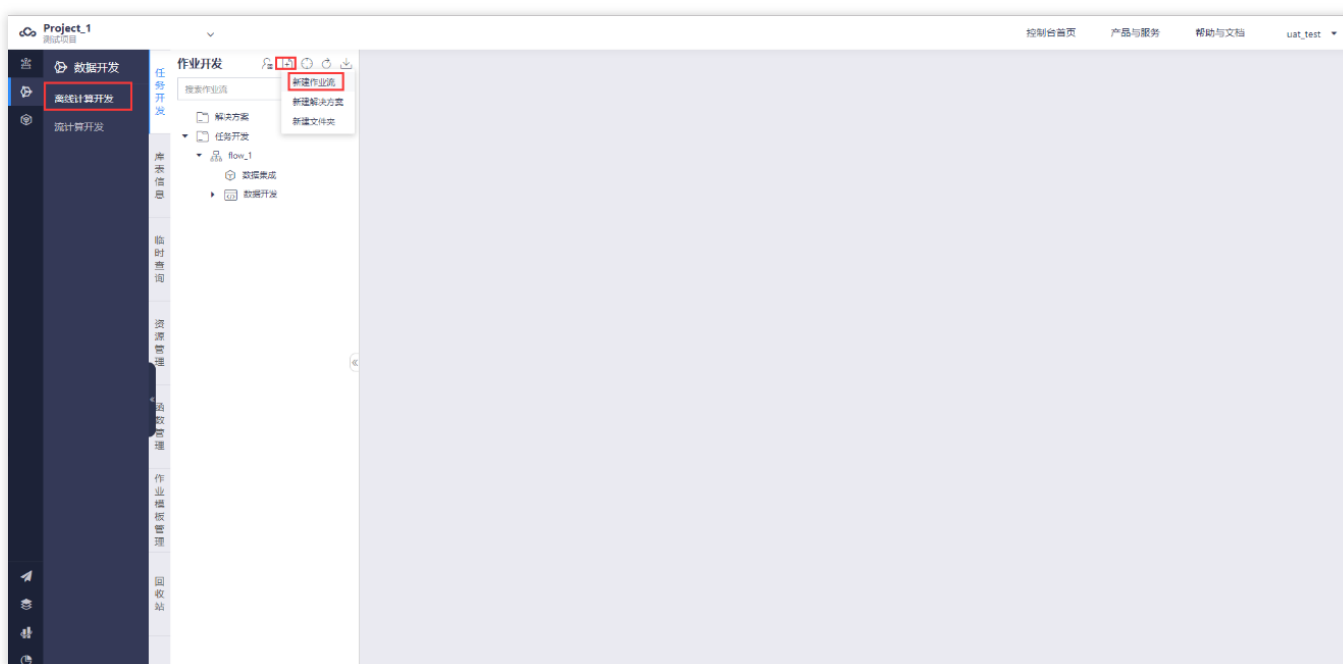 Project_1
测试项目
控制台首页
产品与服务
帮助与文档
uat_test
数据开发
离线计算开发
流计算开发
任务开发
库表信息
临时查询
资源管理
函数管理
作业模板管理
回收站
作业开发
搜索作业流
新建作业流
新建解决方案
新建文件夹
解决方案
任务开发
flow_1
数据集成
数据开发